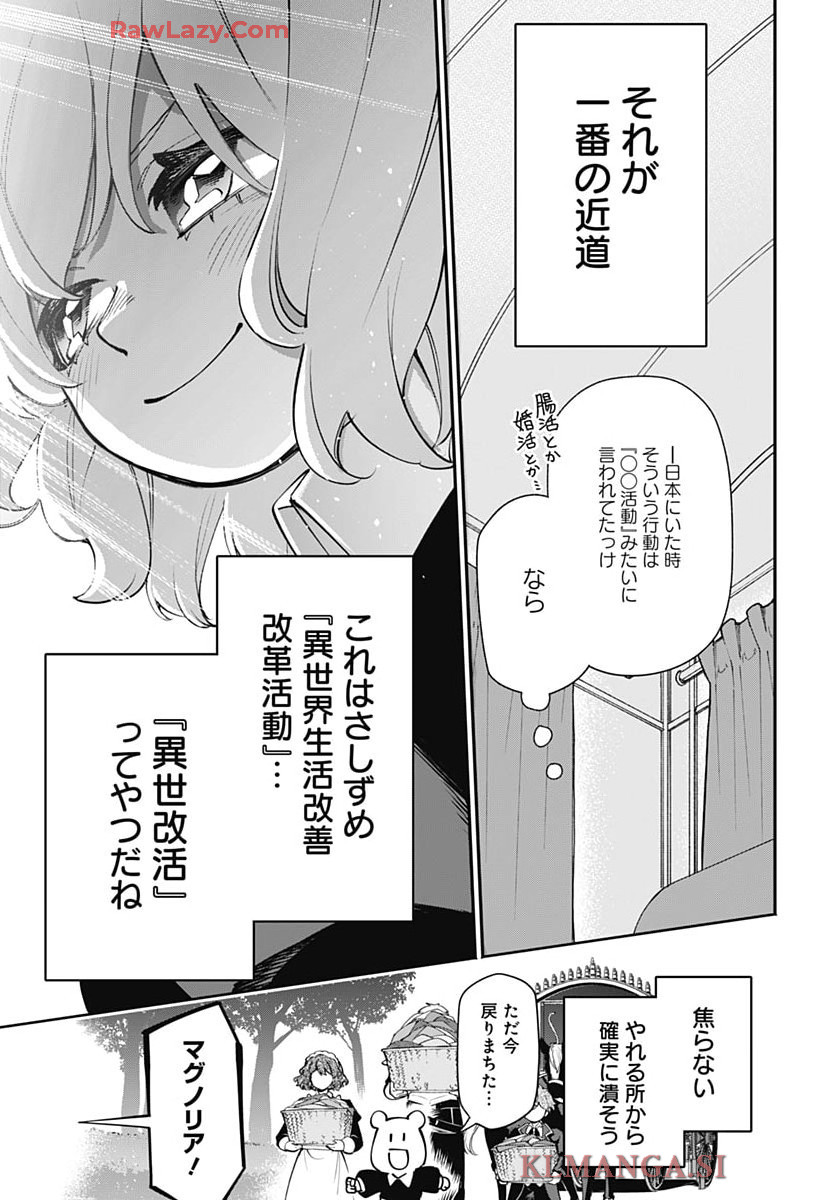 RawLazy.Com
それが
一番の近道
ー日本にいた時
そういう行動は
『〇〇活動』みたいに
言われてたっけ
腸活とか
婚活とか…
なら
これはさしずめ
『異世界生活改善
改革活動』…
『異世改活』
ってやつだね
焦らない
やれる所から
確実に潰そう
ただ今
戻りまちた…
マグノリア！
KLMANGA.SI